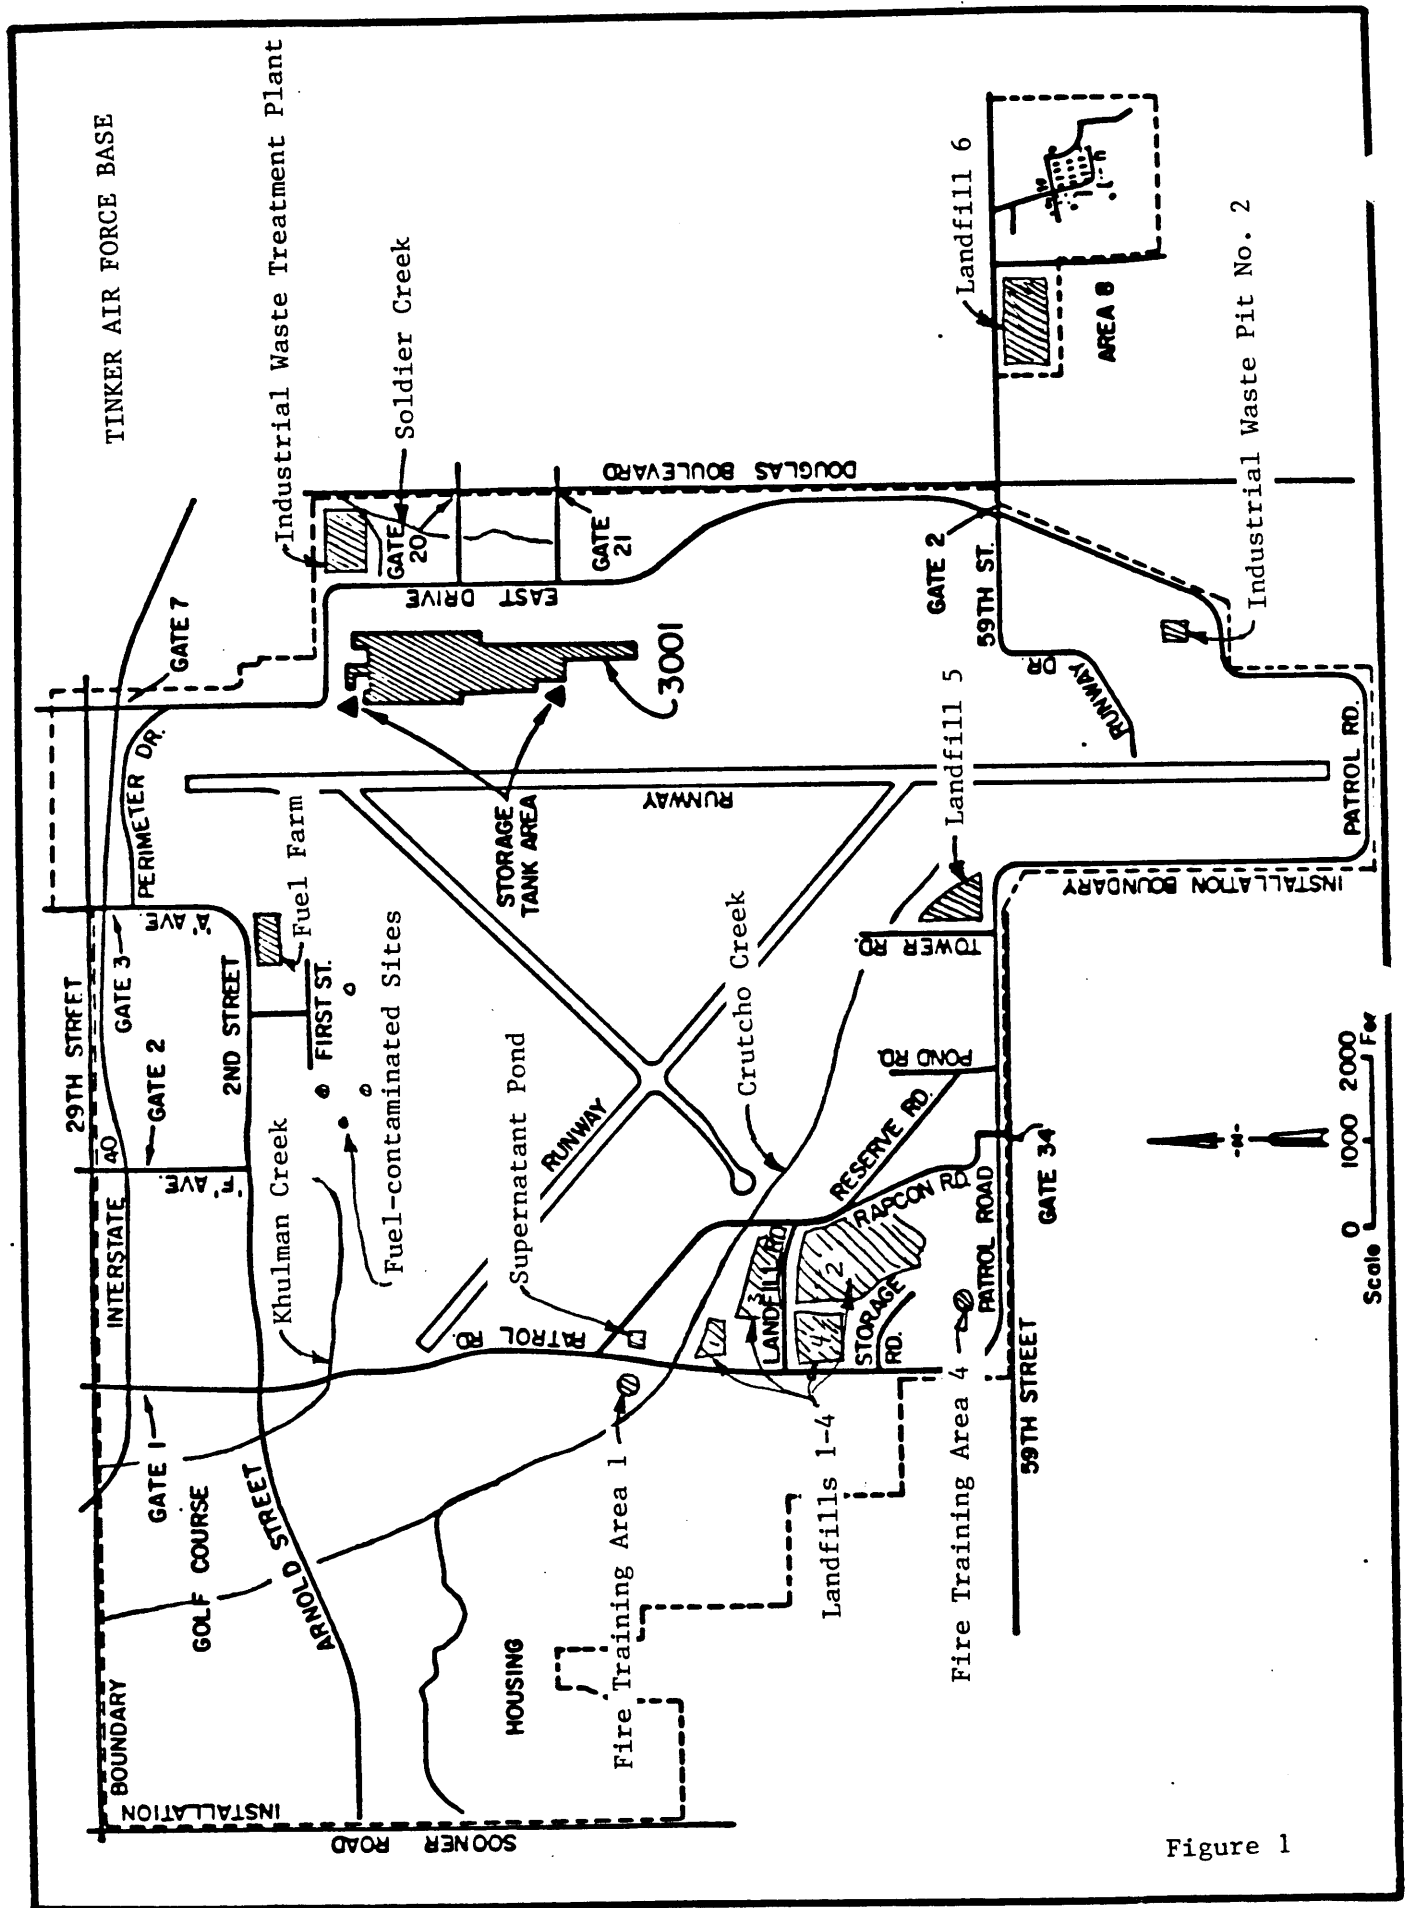 TINKER AIR FORCE BASE
Industrial Waste Treatment Plant
Soldier Creek
Landfill 6
Industrial Waste Pit No. 2
AREA B
DOUGLAS BOULEVARD
GATE 7
GATE
20
GATE
21
GATE 2
59TH ST.
EAST DRIVE
3001
RUNWAY
DR.
Landfill 5
PERIMETER DR.
STORAGE
TANK AREA
RUNWAY
PATROL RD.
INSTALLATION BOUNDARY
29TH STREET
GATE 3
'A' AVE.
Fuel Farm
2ND STREET
FIRST ST.
Fuel-contaminated Sites
Crutcho Creek
TOWER RD.
GATE 2
INTERSTATE 40
'F' AVE.
Khulman Creek
Supernatant Pond
RUNWAY
POND RD.
RESERVE RD.
RAPCON RD.
PATROL ROAD
GATE 34
PATROL RD.
LANDFILL RD.
1
3
2
4
STORAGE
RD.
GATE 1
GOLF COURSE
ARNOLD STREET
Fire Training Area 1
Landfills 1-4
Fire Training Area 4
59TH STREET
HOUSING
BOUNDARY
INSTALLATION
SOONER ROAD
-N-
0 1000 2000
Scale
Figure 1